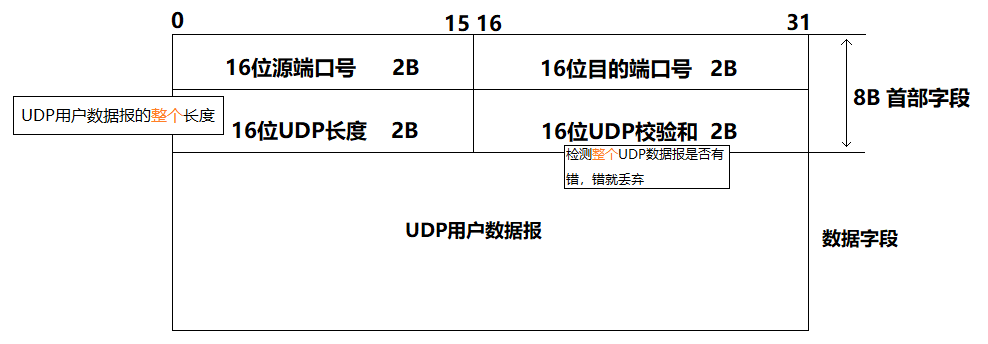 0 15 16 31
16位源端口号 2B 16位目的端口号 2B
8B 首部字段
UDP用户数据报的整个长度
16位UDP长度 2B 16位UDP校验和 2B
检测整个UDP数据报是否有
错，错就丢弃
UDP用户数据报
数据字段